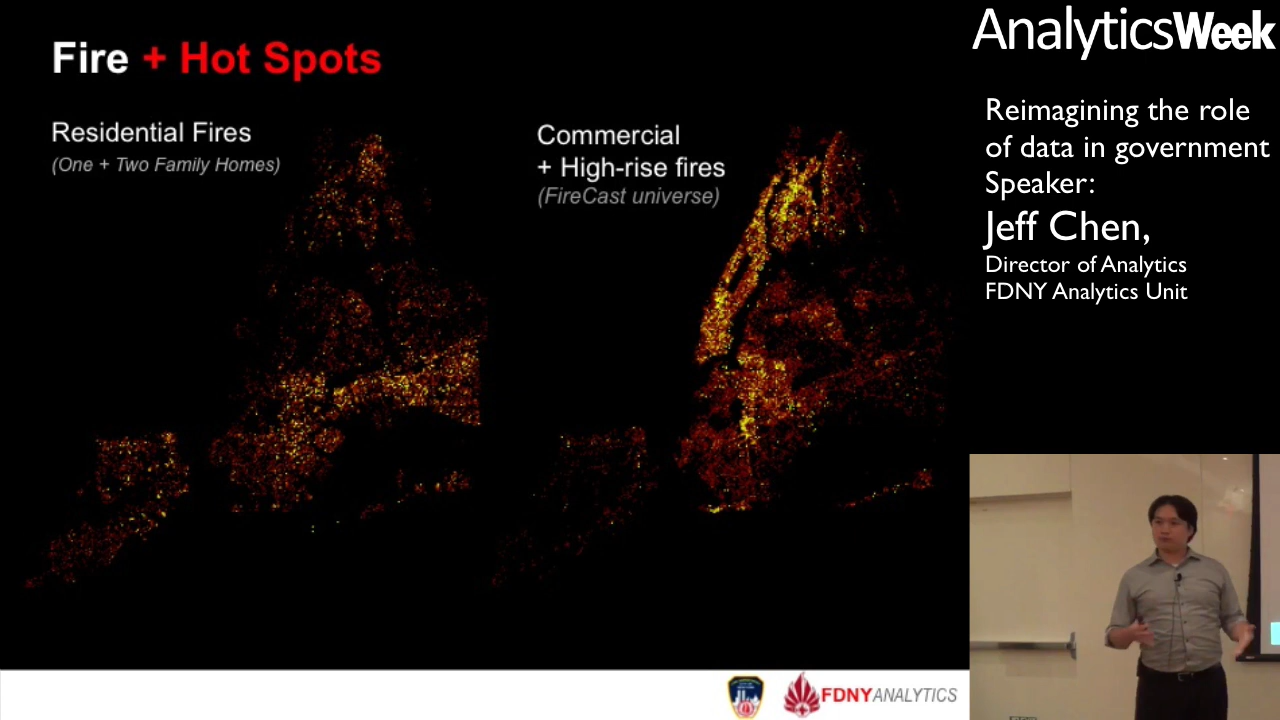 Fire + Hot Spots
Residential Fires
(One + Two Family Homes)
Commercial
+ High-rise fires
(FireCast universe)
FDNYANALYTICS
AnalyticsWeek
Reimagining the role
of data in government
Speaker:
Jeff Chen,
Director of Analytics
FDNY Analytics Unit